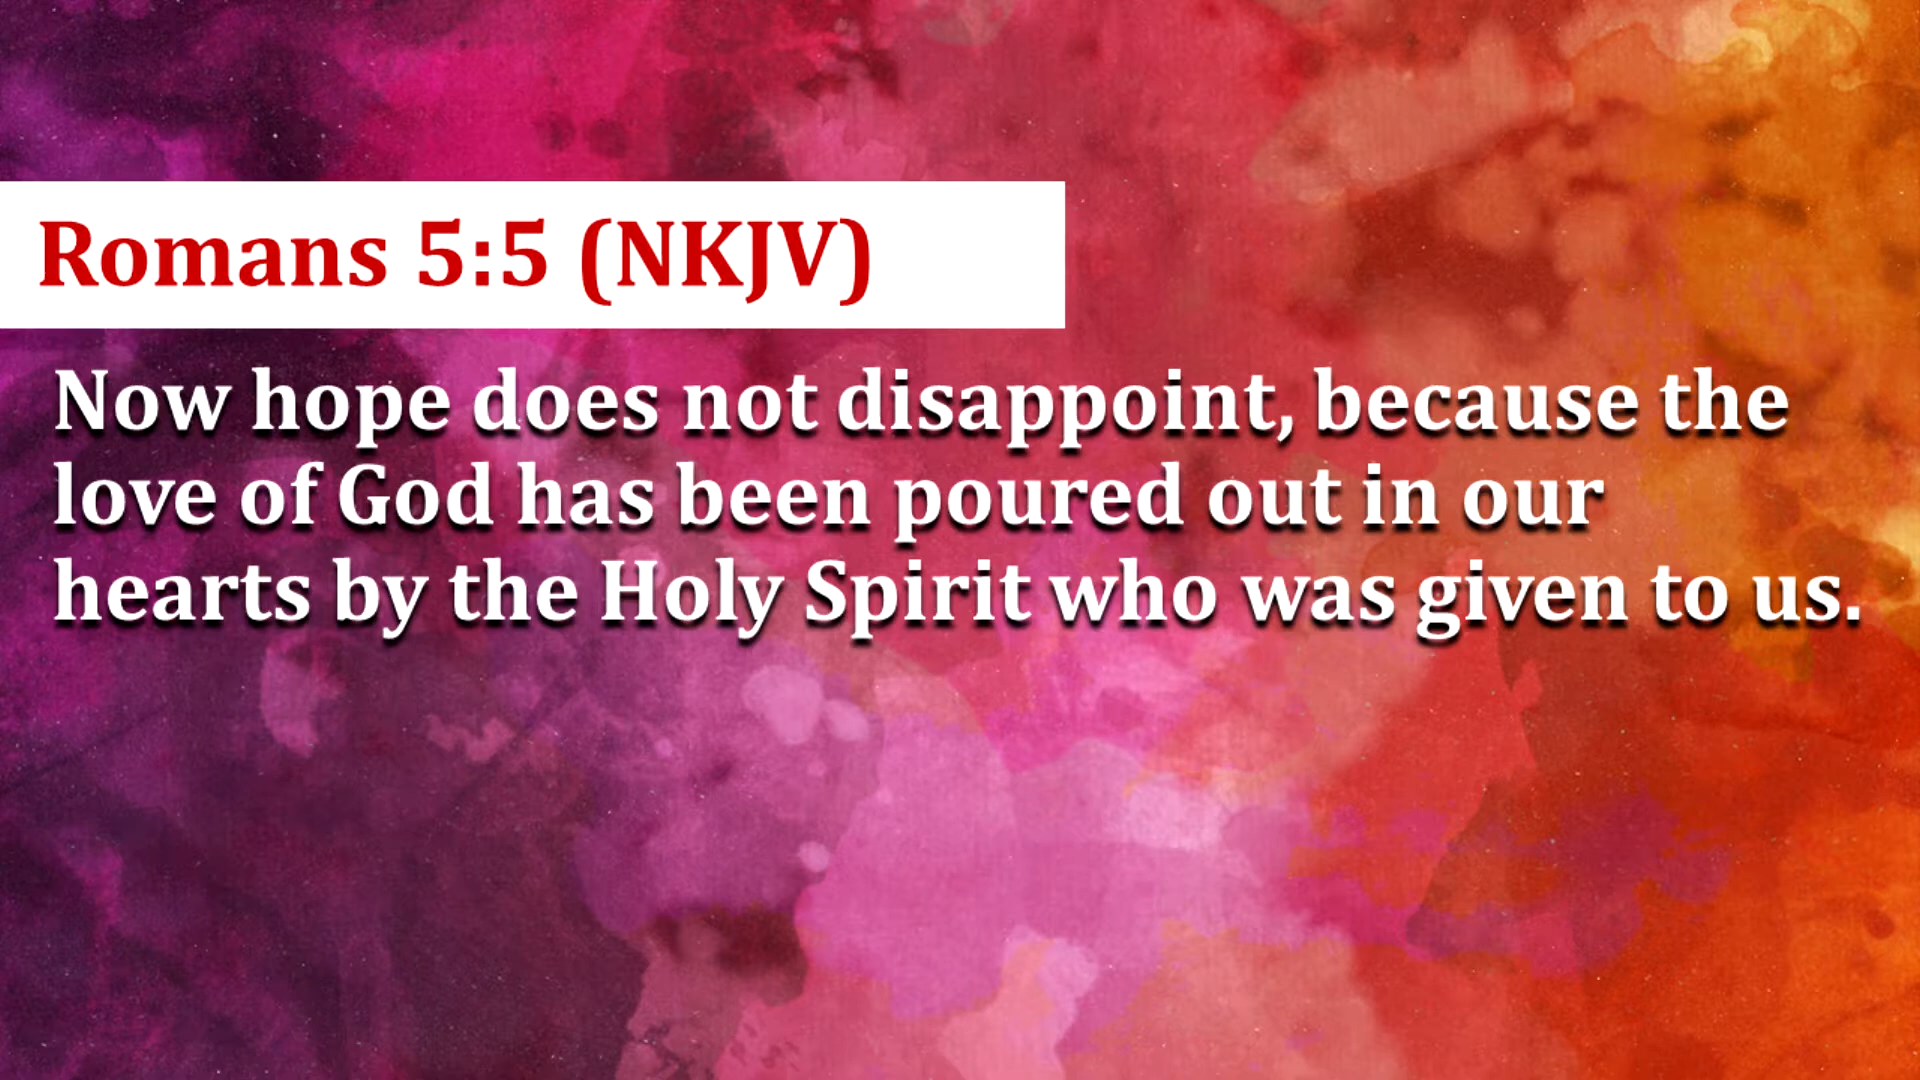 Romans 5:5 (NKJV)
Now hope does not disappoint, because the
love of God has been poured out in our
hearts by the Holy Spirit who was given to us.